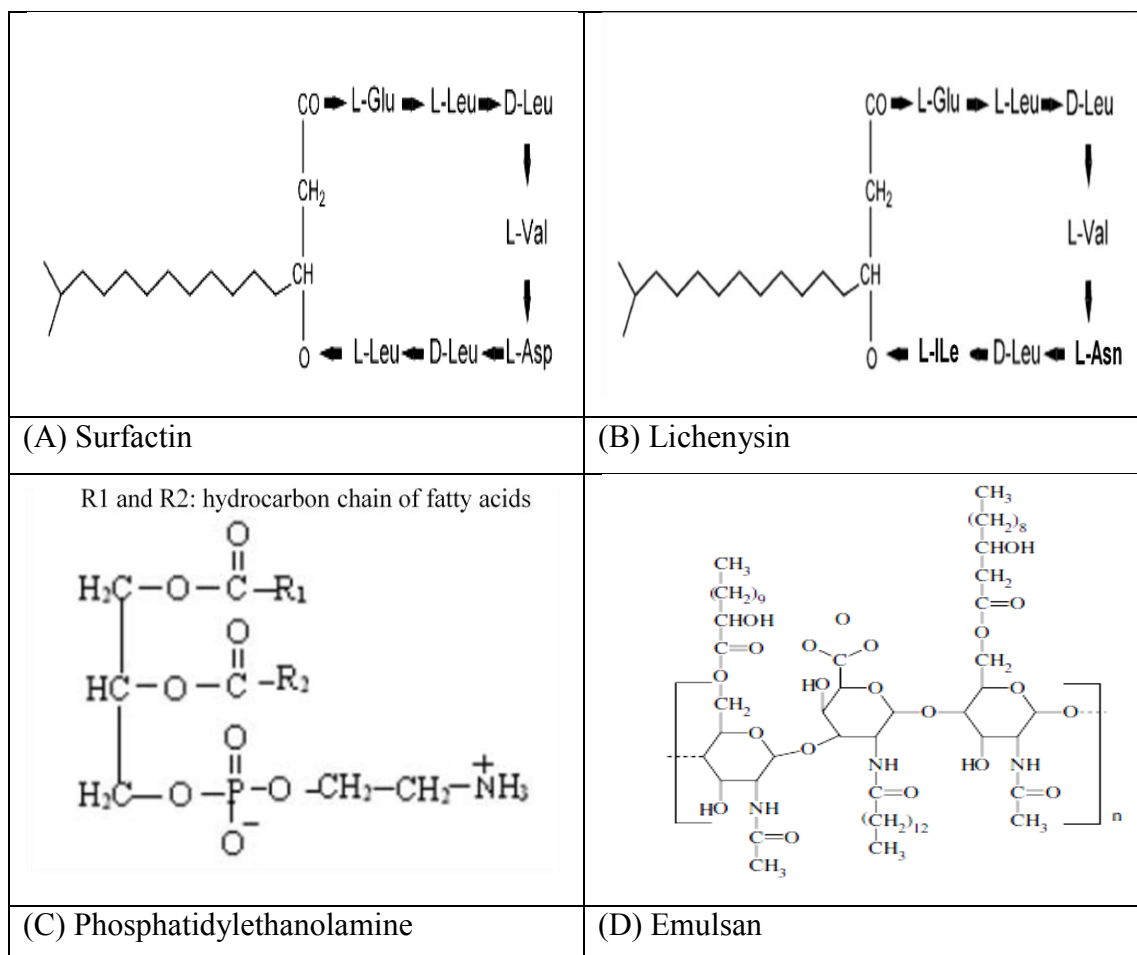 CO L-Glu L-Leu D-Leu
CH2
L-Val
CH
O L-Leu D-Leu L-Asp
(A) Surfactin
CO L-Glu L-Leu D-Leu
CH2
L-Val
CH
O L-ILe D-Leu L-Asn
(B) Lichenysin
R1 and R2: hydrocarbon chain of fatty acids
O
H2C-O-C-R1
O
HC-O-C-R2
O
H2C-O-P-O-CH2-CH2-NH3
+
O-
(C) Phosphatidylethanolamine
CH3
(CH2)8
CHOH
CH2
C=O
O
CH2
CH3
(CH2)9
CHOH
C=O
O
CH2
O
O C O
HO O
O
O
O O
HO
NH
C=O
CH3
O
NH
C=O
(CH2)12
CH3
HO
NH
C=O
CH3
n
(D) Emulsan